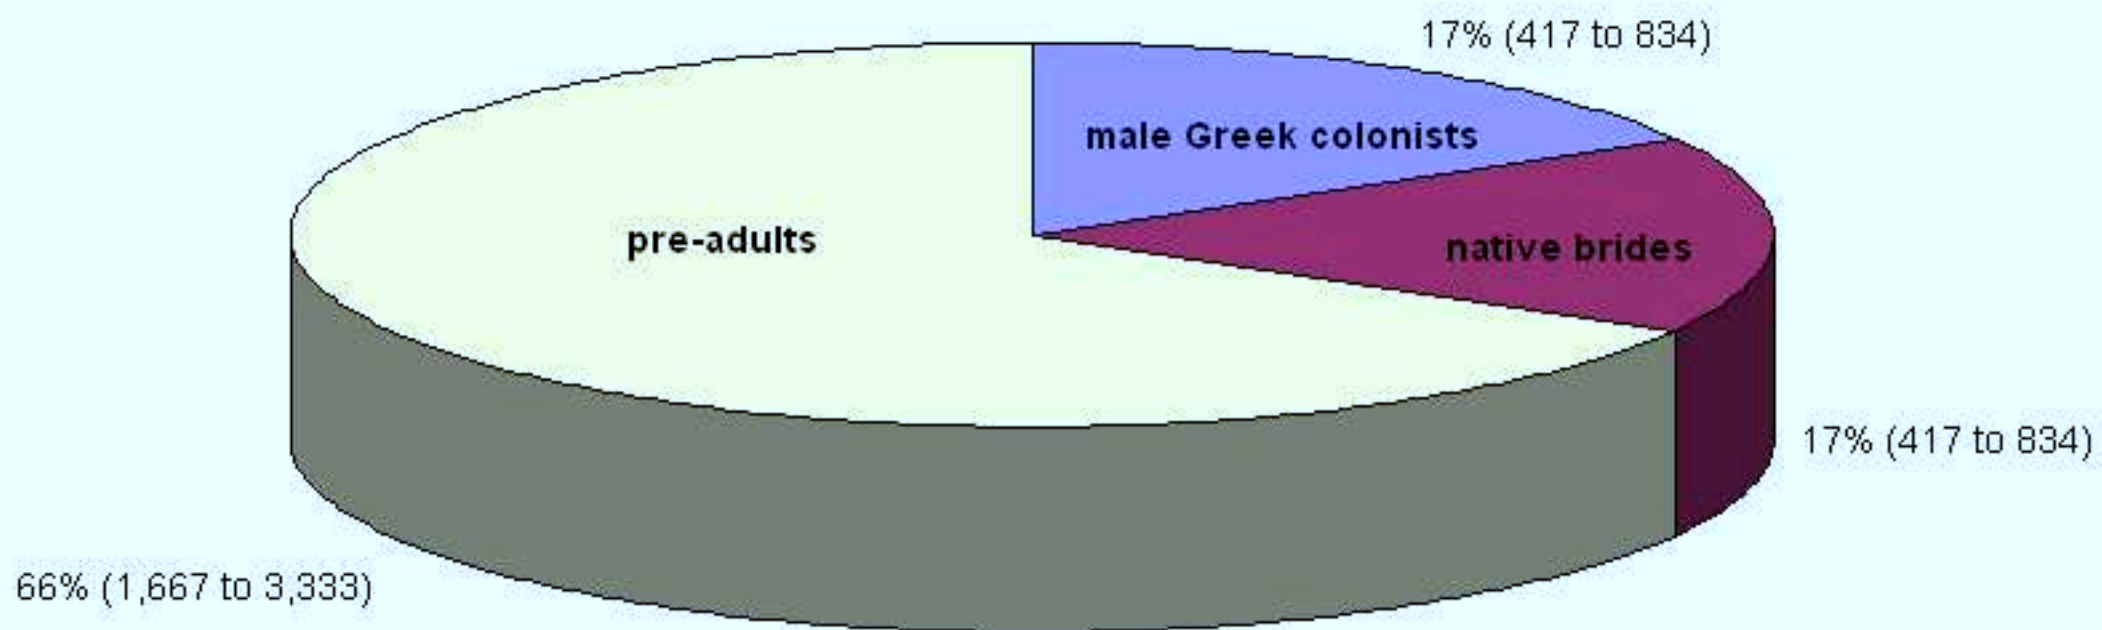 17% (417 to 834)
male Greek colonists
pre-adults
native brides
17% (417 to 834)
66% (1,667 to 3,333)